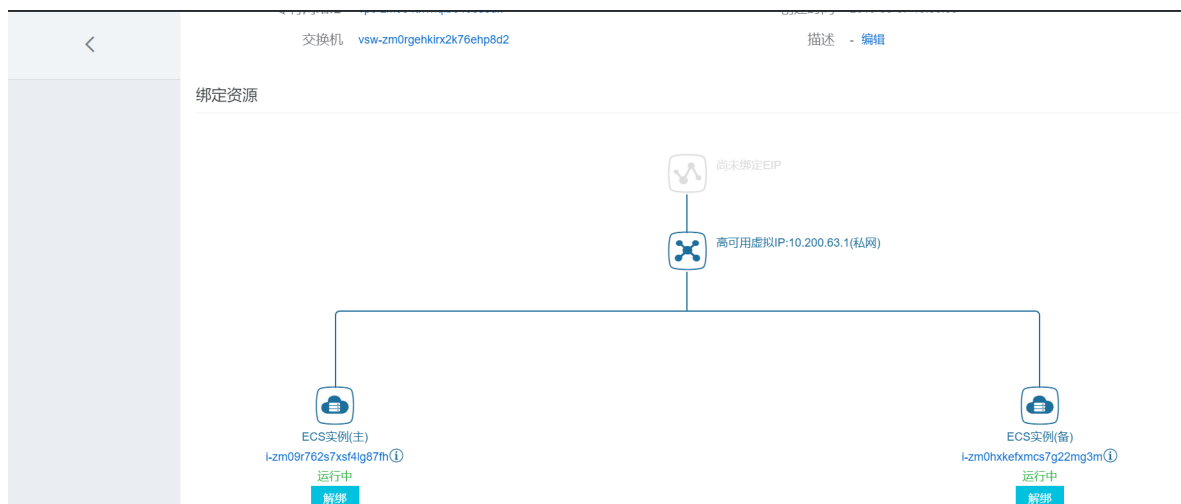 交换机 vsw-zm0rgehkirx2k76ehp8d2 描述 - 编辑
绑定资源
尚未绑定EIP
高可用虚拟IP:10.200.63.1(私网)
ECS实例(主) ECS实例(备)
i-zm09r762s7xsf4lg87fh i-zm0hxkefxmcs7g22mg3m
运行中 运行中
解绑 解绑